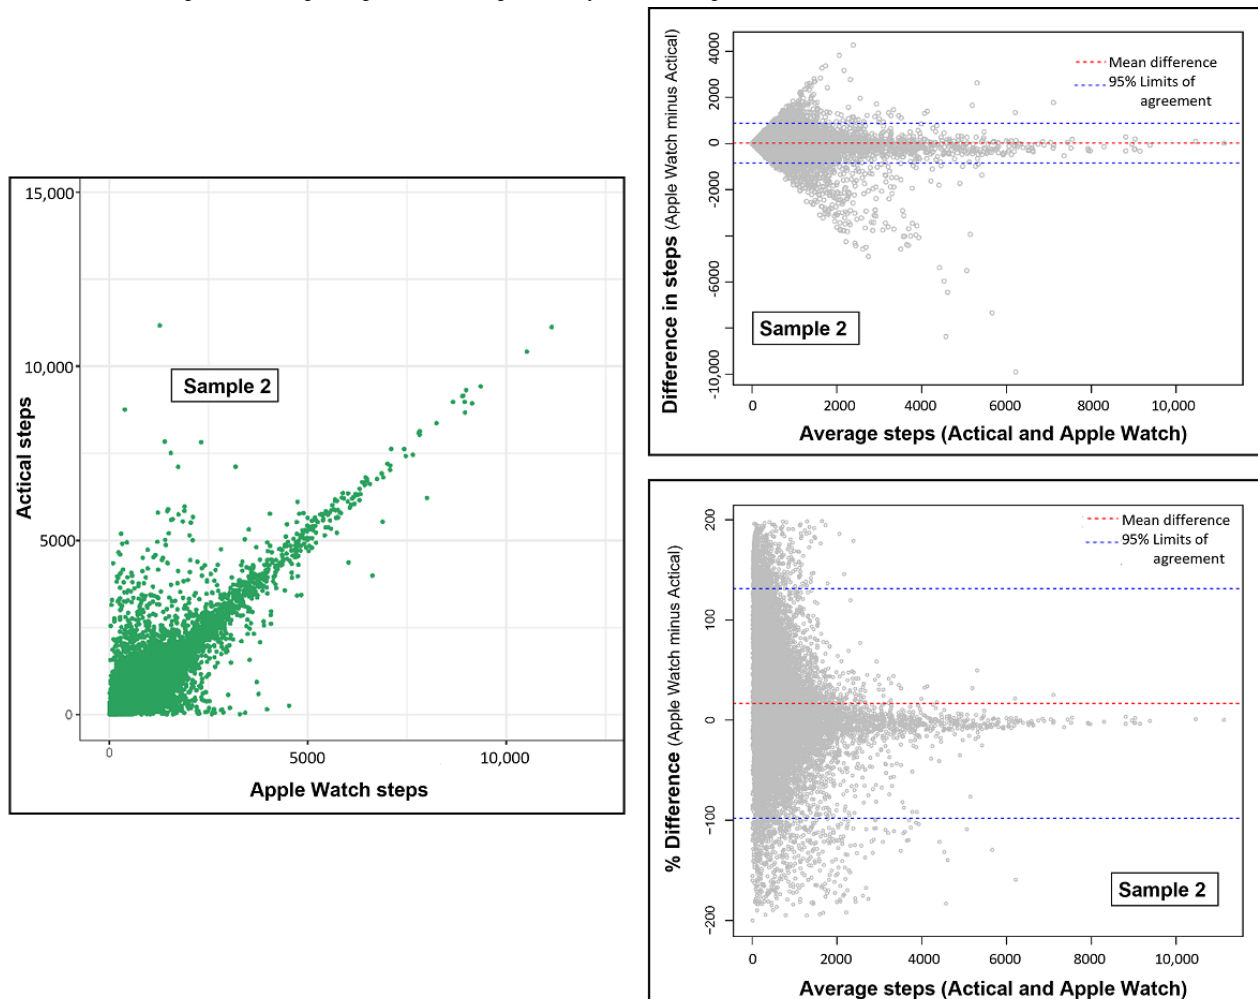 15,000
10,000
5000
0
0
5000
10,000
Actical steps
Apple Watch steps
Sample 2
4000
2000
0
-2000
-6000
-10,000
0
2000
4000
6000
8000
10,000
Difference in steps (Apple Watch minus Actical)
Average steps (Actical and Apple Watch)
Mean difference
95% Limits of
agreement
Sample 2
200
100
0
-100
-200
0
2000
4000
6000
8000
10,000
% Difference (Apple Watch minus Actical)
Average steps (Actical and Apple Watch)
Mean difference
95% Limits of
agreement
Sample 2